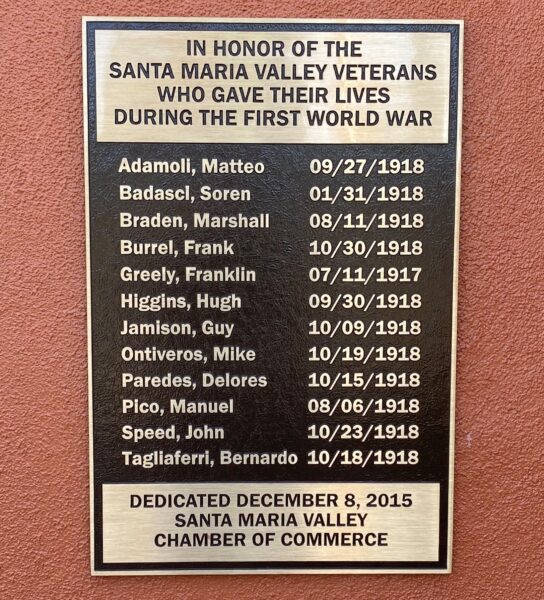 IN HONOR OF THE
SANTA MARIA VALLEY VETERANS
WHO GAVE THEIR LIVES
DURING THE FIRST WORLD WAR
Adamoli, Matteo 09/27/1918
Badasci, Soren 01/31/1918
Braden, Marshall 08/11/1918
Burrel, Frank 10/30/1918
Greely, Franklin 07/11/1917
Higgins, Hugh 09/30/1918
Jamison, Guy 10/09/1918
Ontiveros, Mike 10/19/1918
Paredes, Delores 10/15/1918
Pico, Manuel 08/06/1918
Speed, John 10/23/1918
Tagliaferri, Bernardo 10/18/1918
DEDICATED DECEMBER 8, 2015
SANTA MARIA VALLEY
CHAMBER OF COMMERCE